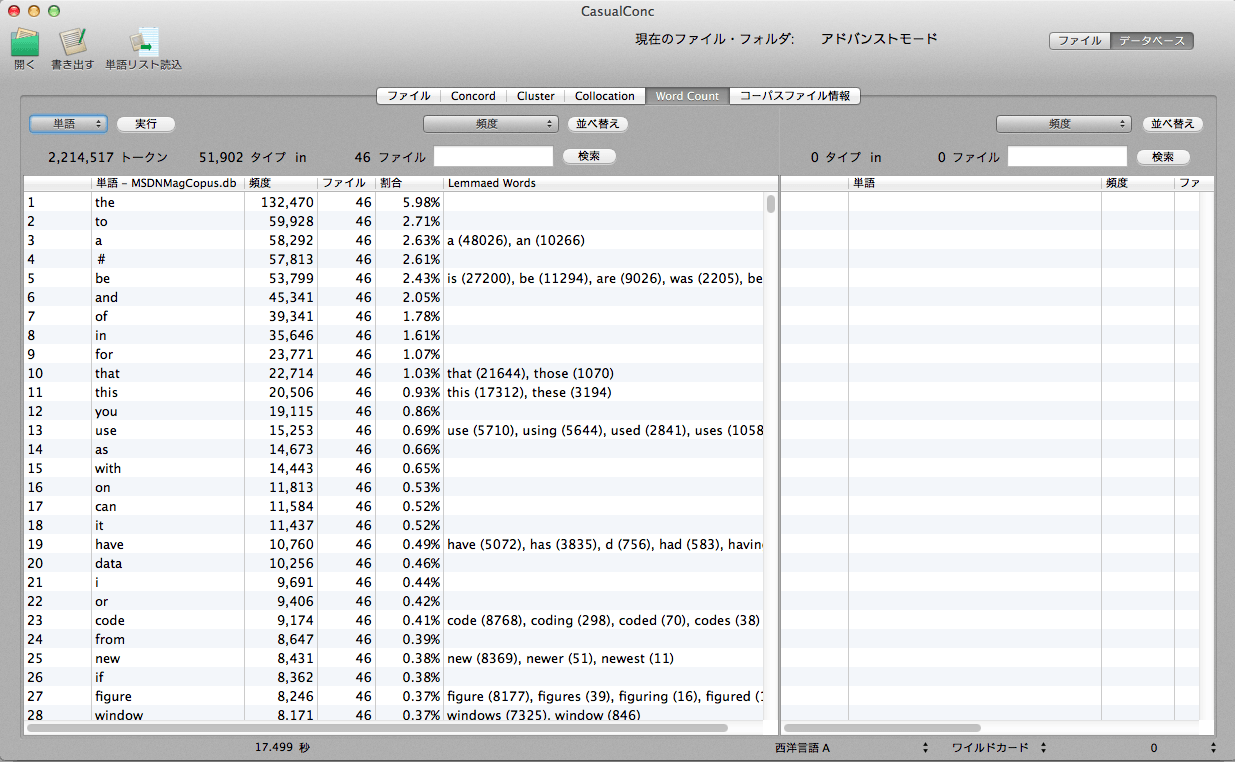 CasualConc
開く 書き出す 単語リスト読込 現在のファイル・フォルダ: アドバンストモード ファイル データベース
ファイル Concord Cluster Collocation Word Count コーパスファイル情報
単語 実行 頻度 並べ替え 頻度 並べ替え
2,214,517 トークン 51,902 タイプ in 46 ファイル 検索 0 タイプ in 0 ファイル 検索
単語 – MSDNMagCopus.db 頻度 ファイル 割合 Lemmaed Words 単語 頻度 ファ
1 the 132,470 46 5.98%
2 to 59,928 46 2.71%
3 a 58,292 46 2.63% a (48026), an (10266)
4 # 57,813 46 2.61%
5 be 53,799 46 2.43% is (27200), be (11294), are (9026), was (2205), be
6 and 45,341 46 2.05%
7 of 39,341 46 1.78%
8 in 35,646 46 1.61%
9 for 23,771 46 1.07%
10 that 22,714 46 1.03% that (21644), those (1070)
11 this 20,506 46 0.93% this (17312), these (3194)
12 you 19,115 46 0.86%
13 use 15,253 46 0.69% use (5710), using (5644), used (2841), uses (1058
14 as 14,673 46 0.66%
15 with 14,443 46 0.65%
16 on 11,813 46 0.53%
17 can 11,584 46 0.52%
18 it 11,437 46 0.52%
19 have 10,760 46 0.49% have (5072), has (3835), d (756), had (583), having
20 data 10,256 46 0.46%
21 i 9,691 46 0.44%
22 or 9,406 46 0.42%
23 code 9,174 46 0.41% code (8768), coding (298), coded (70), codes (38)
24 from 8,647 46 0.39%
25 new 8,431 46 0.38% new (8369), newer (51), newest (11)
26 if 8,362 46 0.38%
27 figure 8,246 46 0.37% figure (8177), figures (39), figuring (16), figured (
28 window 8,171 46 0.37% windows (7325), window (846)
17.499 秒 西洋言語 A ワイルドカード 0